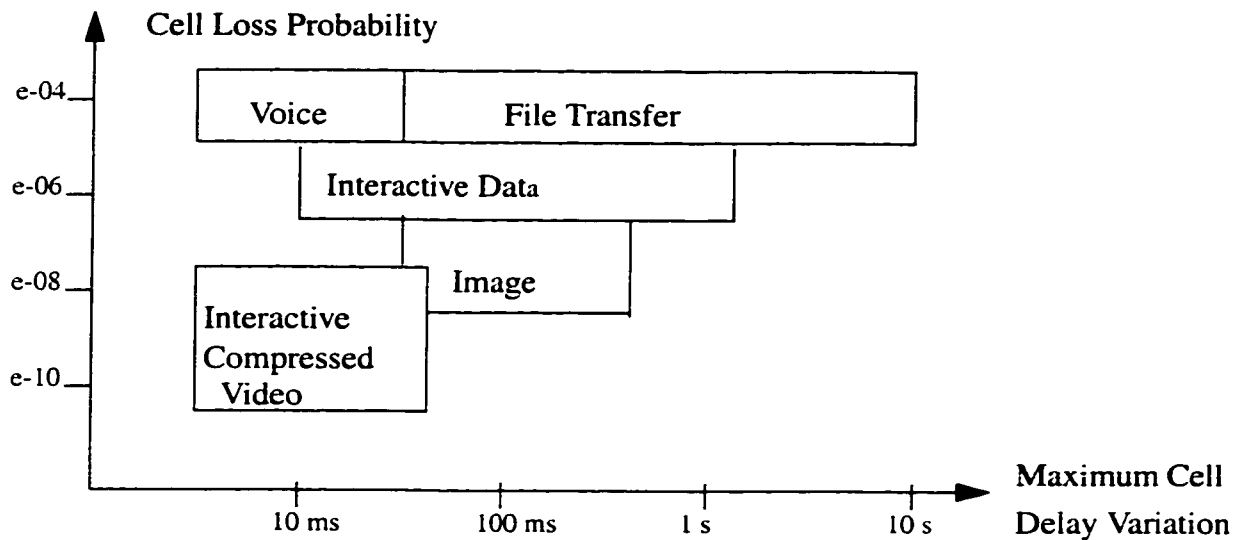 Cell Loss Probability
e-04
Voice
File Transfer
e-06
Interactive Data
e-08
Image
Interactive
Compressed
Video
e-10
Maximum Cell
Delay Variation
10 ms
100 ms
1 s
10 s